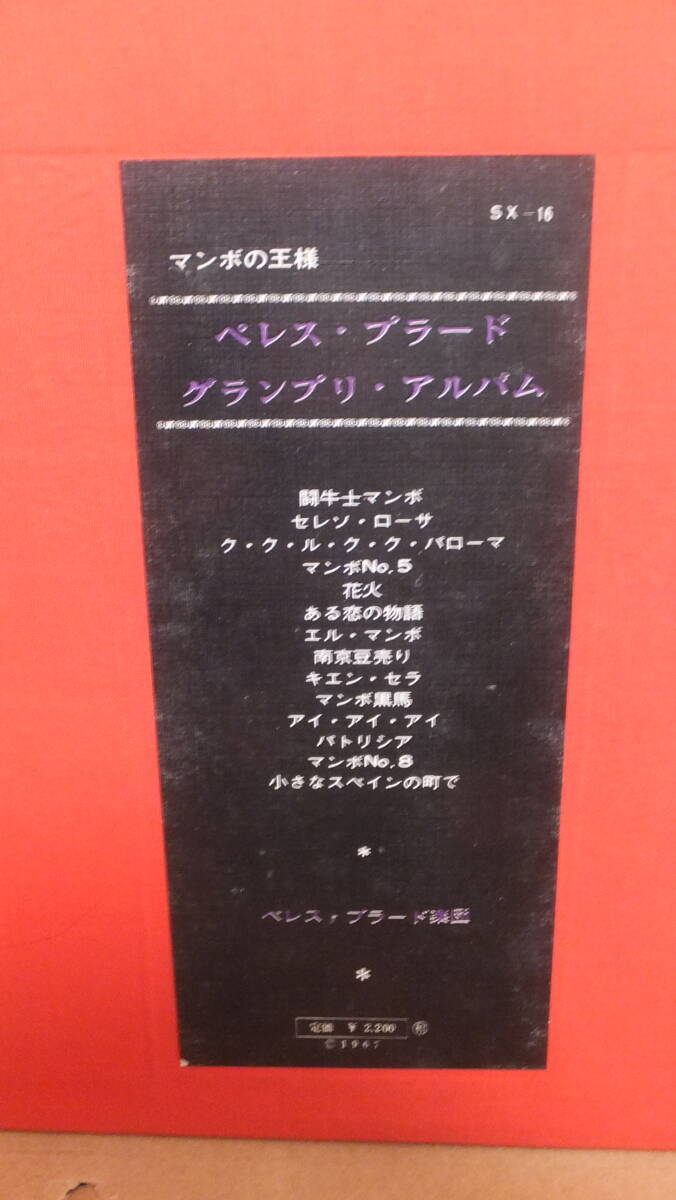 SX-16
マンボの王様
ペレス・プラード
グランプリ・アルバム
闘牛士マンボ
セレソ・ローサ
ク・ク・ル・ク・ク・パローマ
マンボNo.5
花火
ある恋の物語
エル・マンボ
南京豆売り
キエン・セラ
マンボ黒馬
アイ・アイ・アイ
パトリシア
マンボNo.8
小さなスペインの町で
*
ペレス・プラード楽団
*
定価 ¥2,200
©1967